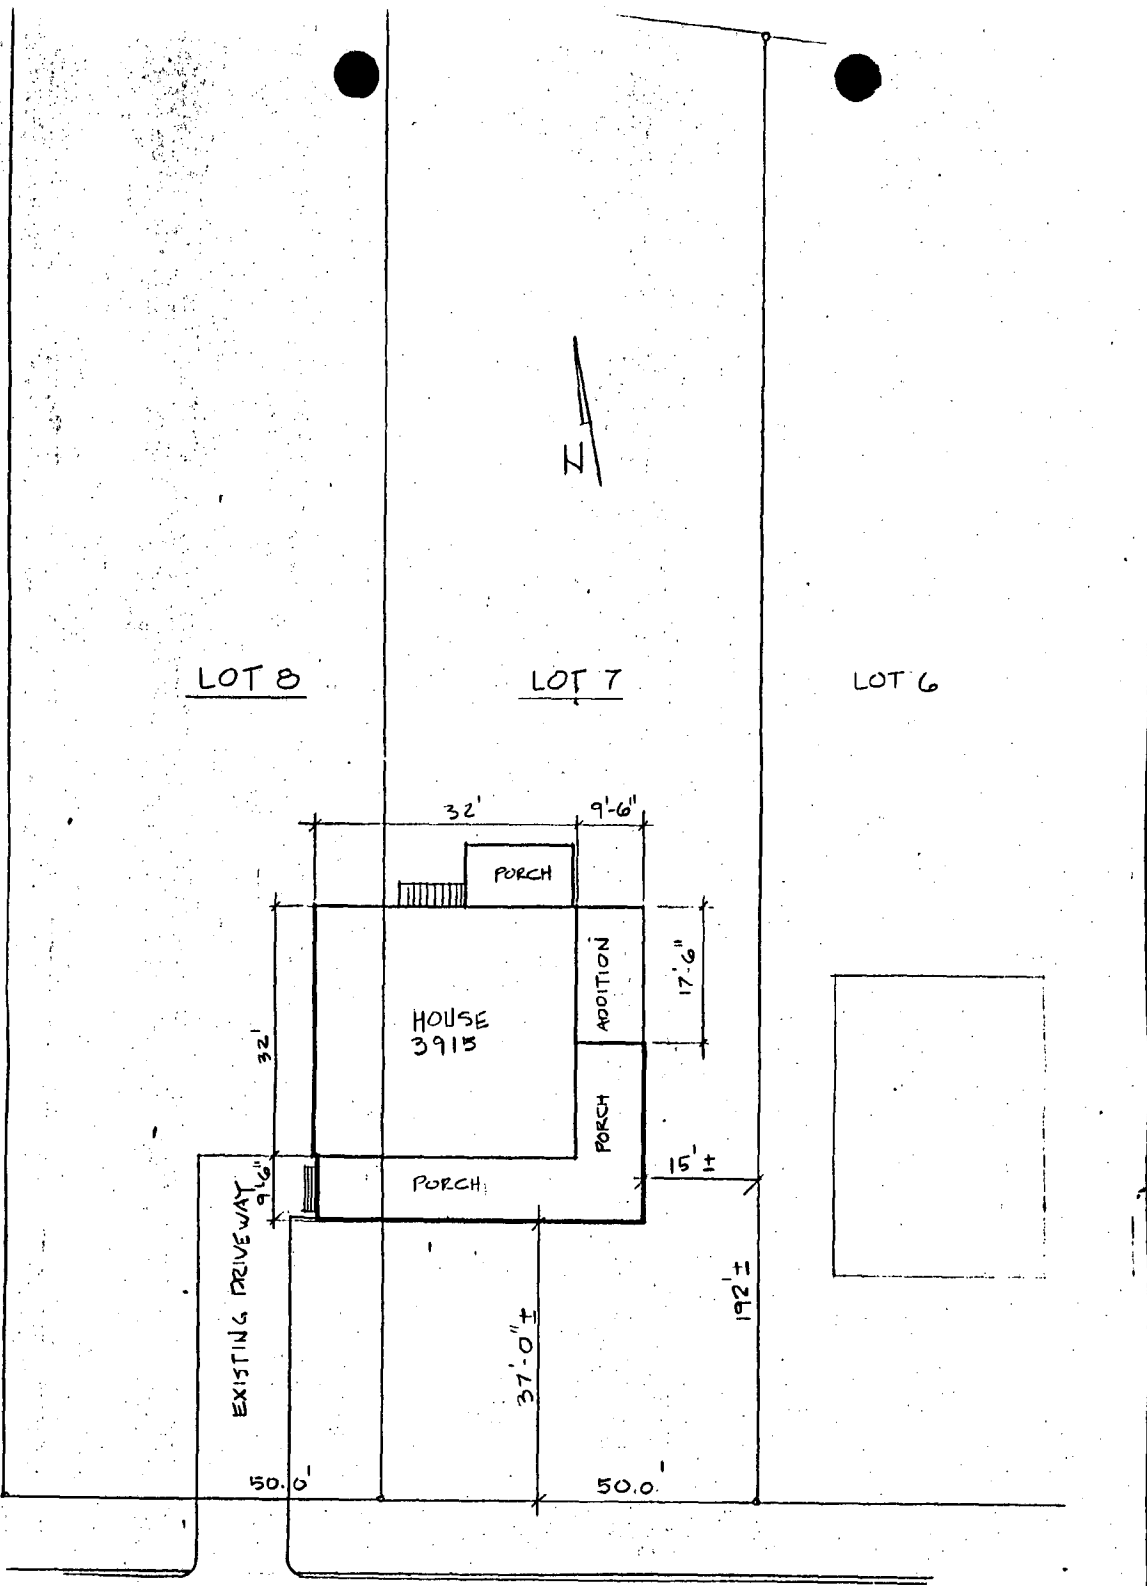 N
LOT 8
LOT 7
LOT 6
32'
9'-6"
PORCH
ADDITION
17'-6"
HOUSE
3915
32'
PORCH
15' ±
PORCH
9'6"
EXISTING DRIVEWAY
192' ±
37'-0" ±
50.0'
50.0'